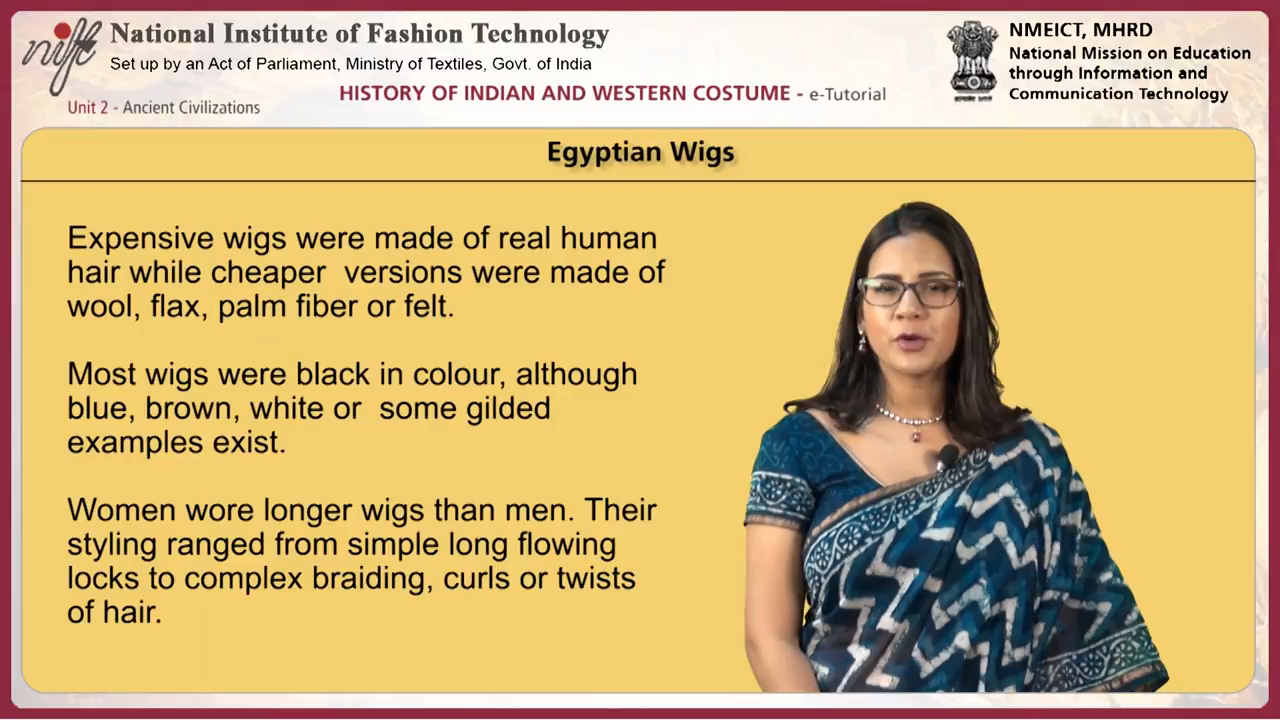 nift
National Institute of Fashion Technology
Set up by an Act of Parliament, Ministry of Textiles, Govt. of India
HISTORY OF INDIAN AND WESTERN COSTUME - e-Tutorial
Unit 2 - Ancient Civilizations
NMEICT, MHRD
National Mission on Education
through Information and
Communication Technology
Egyptian Wigs
Expensive wigs were made of real human
hair while cheaper versions were made of
wool, flax, palm fiber or felt.
Most wigs were black in colour, although
blue, brown, white or some gilded
examples exist.
Women wore longer wigs than men. Their
styling ranged from simple long flowing
locks to complex braiding, curls or twists
of hair.